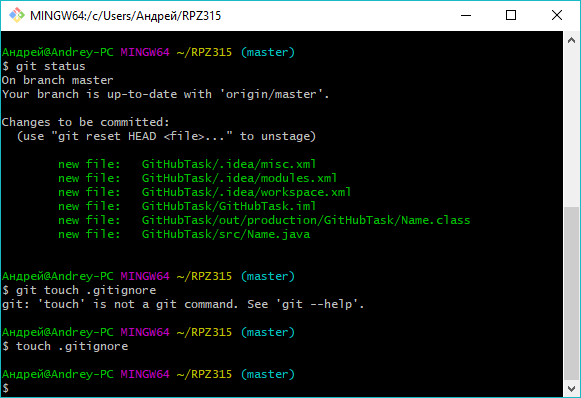 MINGW64:/c/Users/Андрей/RPZ315
Андрей@Andrey-PC MINGW64 ~/RPZ315 (master)
$ git status
On branch master
Your branch is up-to-date with 'origin/master'.
Changes to be committed:
(use "git reset HEAD <file>..." to unstage)
new file: GitHubTask/.idea/misc.xml
new file: GitHubTask/.idea/modules.xml
new file: GitHubTask/.idea/workspace.xml
new file: GitHubTask/GitHubTask.iml
new file: GitHubTask/out/production/GitHubTask/Name.class
new file: GitHubTask/src/Name.java
Андрей@Andrey-PC MINGW64 ~/RPZ315 (master)
$ git touch .gitignore
git: 'touch' is not a git command. See 'git --help'.
Андрей@Andrey-PC MINGW64 ~/RPZ315 (master)
$ touch .gitignore
Андрей@Andrey-PC MINGW64 ~/RPZ315 (master)
$